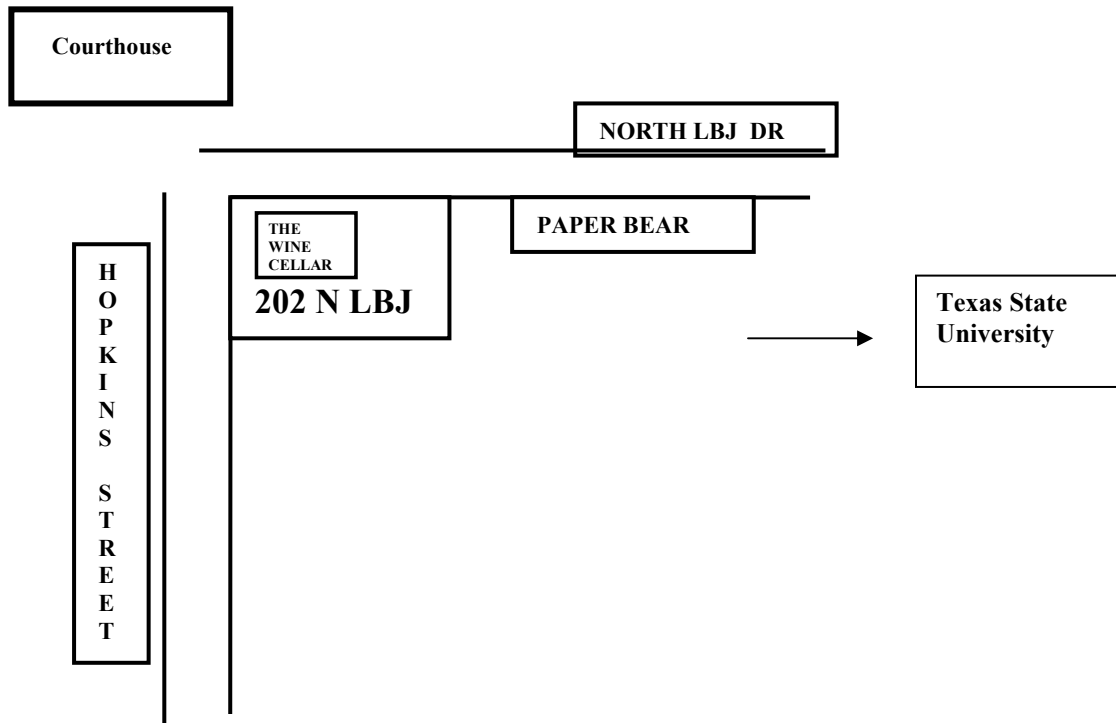 Courthouse
NORTH LBJ DR
PAPER BEAR
THE
WINE
CELLAR
202 N LBJ
Texas State
University
H
O
P
K
I
N
S
S
T
R
E
E
T